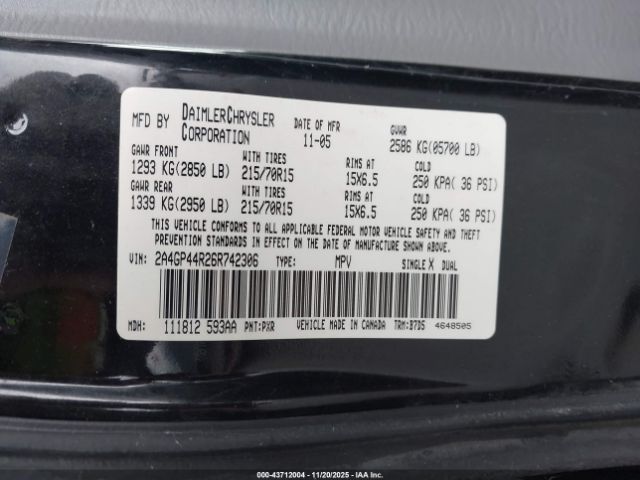 MFD BY DAIMLERCHRYSLER CORPORATION DATE OF MFR 11-05 GVWR 2586 KG(05700 LB)
GAWR FRONT WITH TIRES RIMS AT COLD
1293 KG(2850 LB) 215/70R15 15X6.5 250 KPA( 36 PSI)
GAWR REAR WITH TIRES RIMS AT COLD
1339 KG(2950 LB) 215/70R15 15X6.5 250 KPA( 36 PSI)
THIS VEHICLE CONFORMS TO ALL APPLICABLE FEDERAL MOTOR VEHICLE SAFETY AND THEFT
PREVENTION STANDARDS IN EFFECT ON THE DATE OF MANUFACTURE SHOWN ABOVE.
VIN: 2A4GP44R26R742306 TYPE: MPV SINGLE X DUAL
MDH: 111812 593AA PNT:PXR VEHICLE MADE IN CANADA TRM:B7D5 4648505
000-43712004 - 11/20/2025 - IAA Inc.